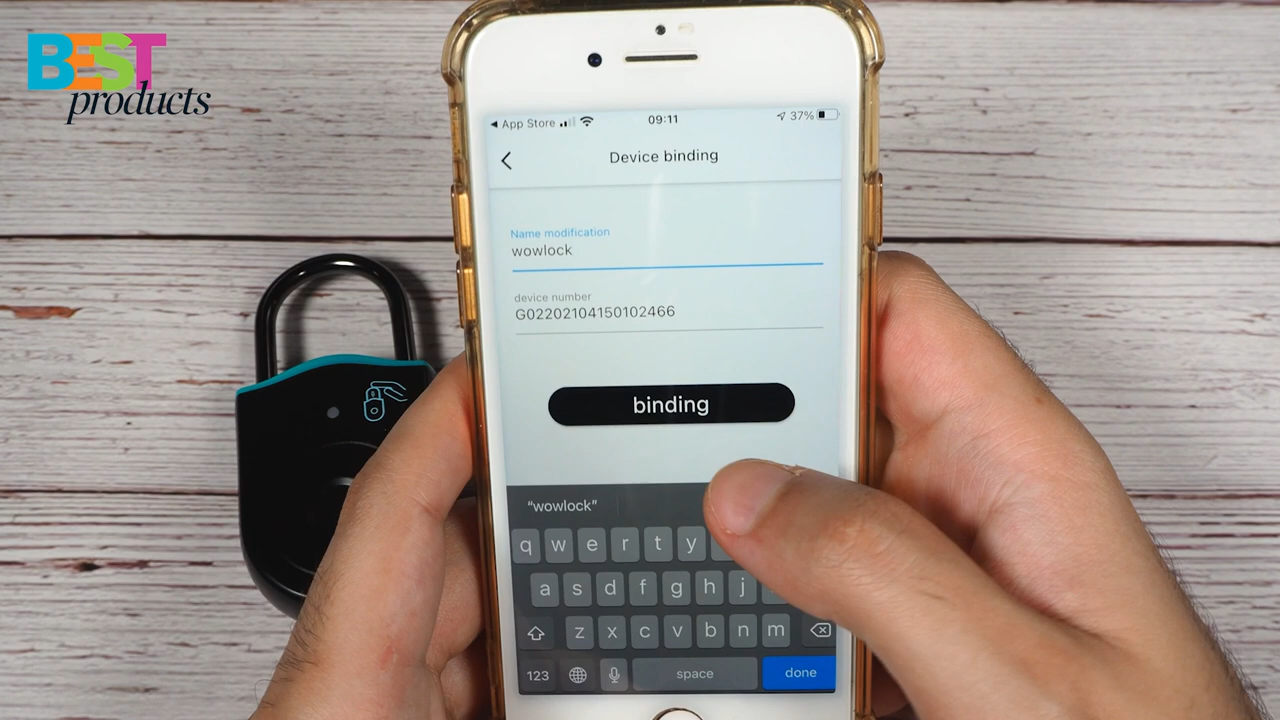 BEST
products
App Store
09:11
37%
Device binding
Name modification
wowlock
device number
G02202104150102466
binding
"wowlock"
q w e r t y
a s d f g h j
z x c v b n m
123 space done